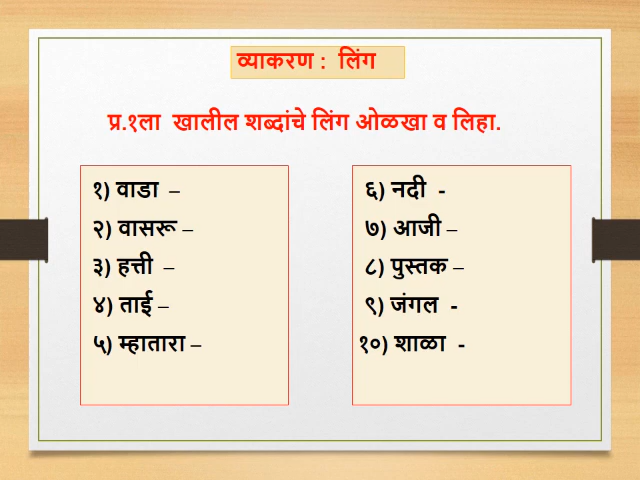 व्याकरण : लिंग
प्र.१ला खालील शब्दांचे लिंग ओळखा व लिहा.
१) वाडा –
२) वासरू –
३) हत्ती –
४) ताई –
५) म्हातारा –
६) नदी -
७) आजी –
८) पुस्तक –
९) जंगल -
१०) शाळा -